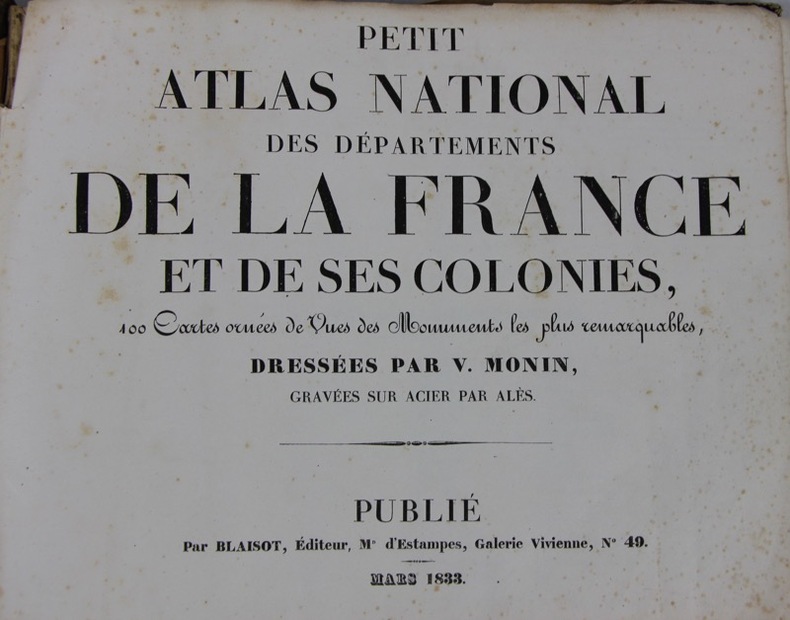 PETIT
ATLAS NATIONAL
DES DÉPARTEMENTS
DE LA FRANCE
ET DE SES COLONIES,
100 Cartes ornées de Vues des Monuments les plus remarquables,
DRESSÉES PAR V. MONIN,
GRAVÉES SUR ACIER PAR ALÈS.
PUBLIÉ
Par BLAISOT, Éditeur, Md d'Estampes, Galerie Vivienne, No 49.
MARS 1833.